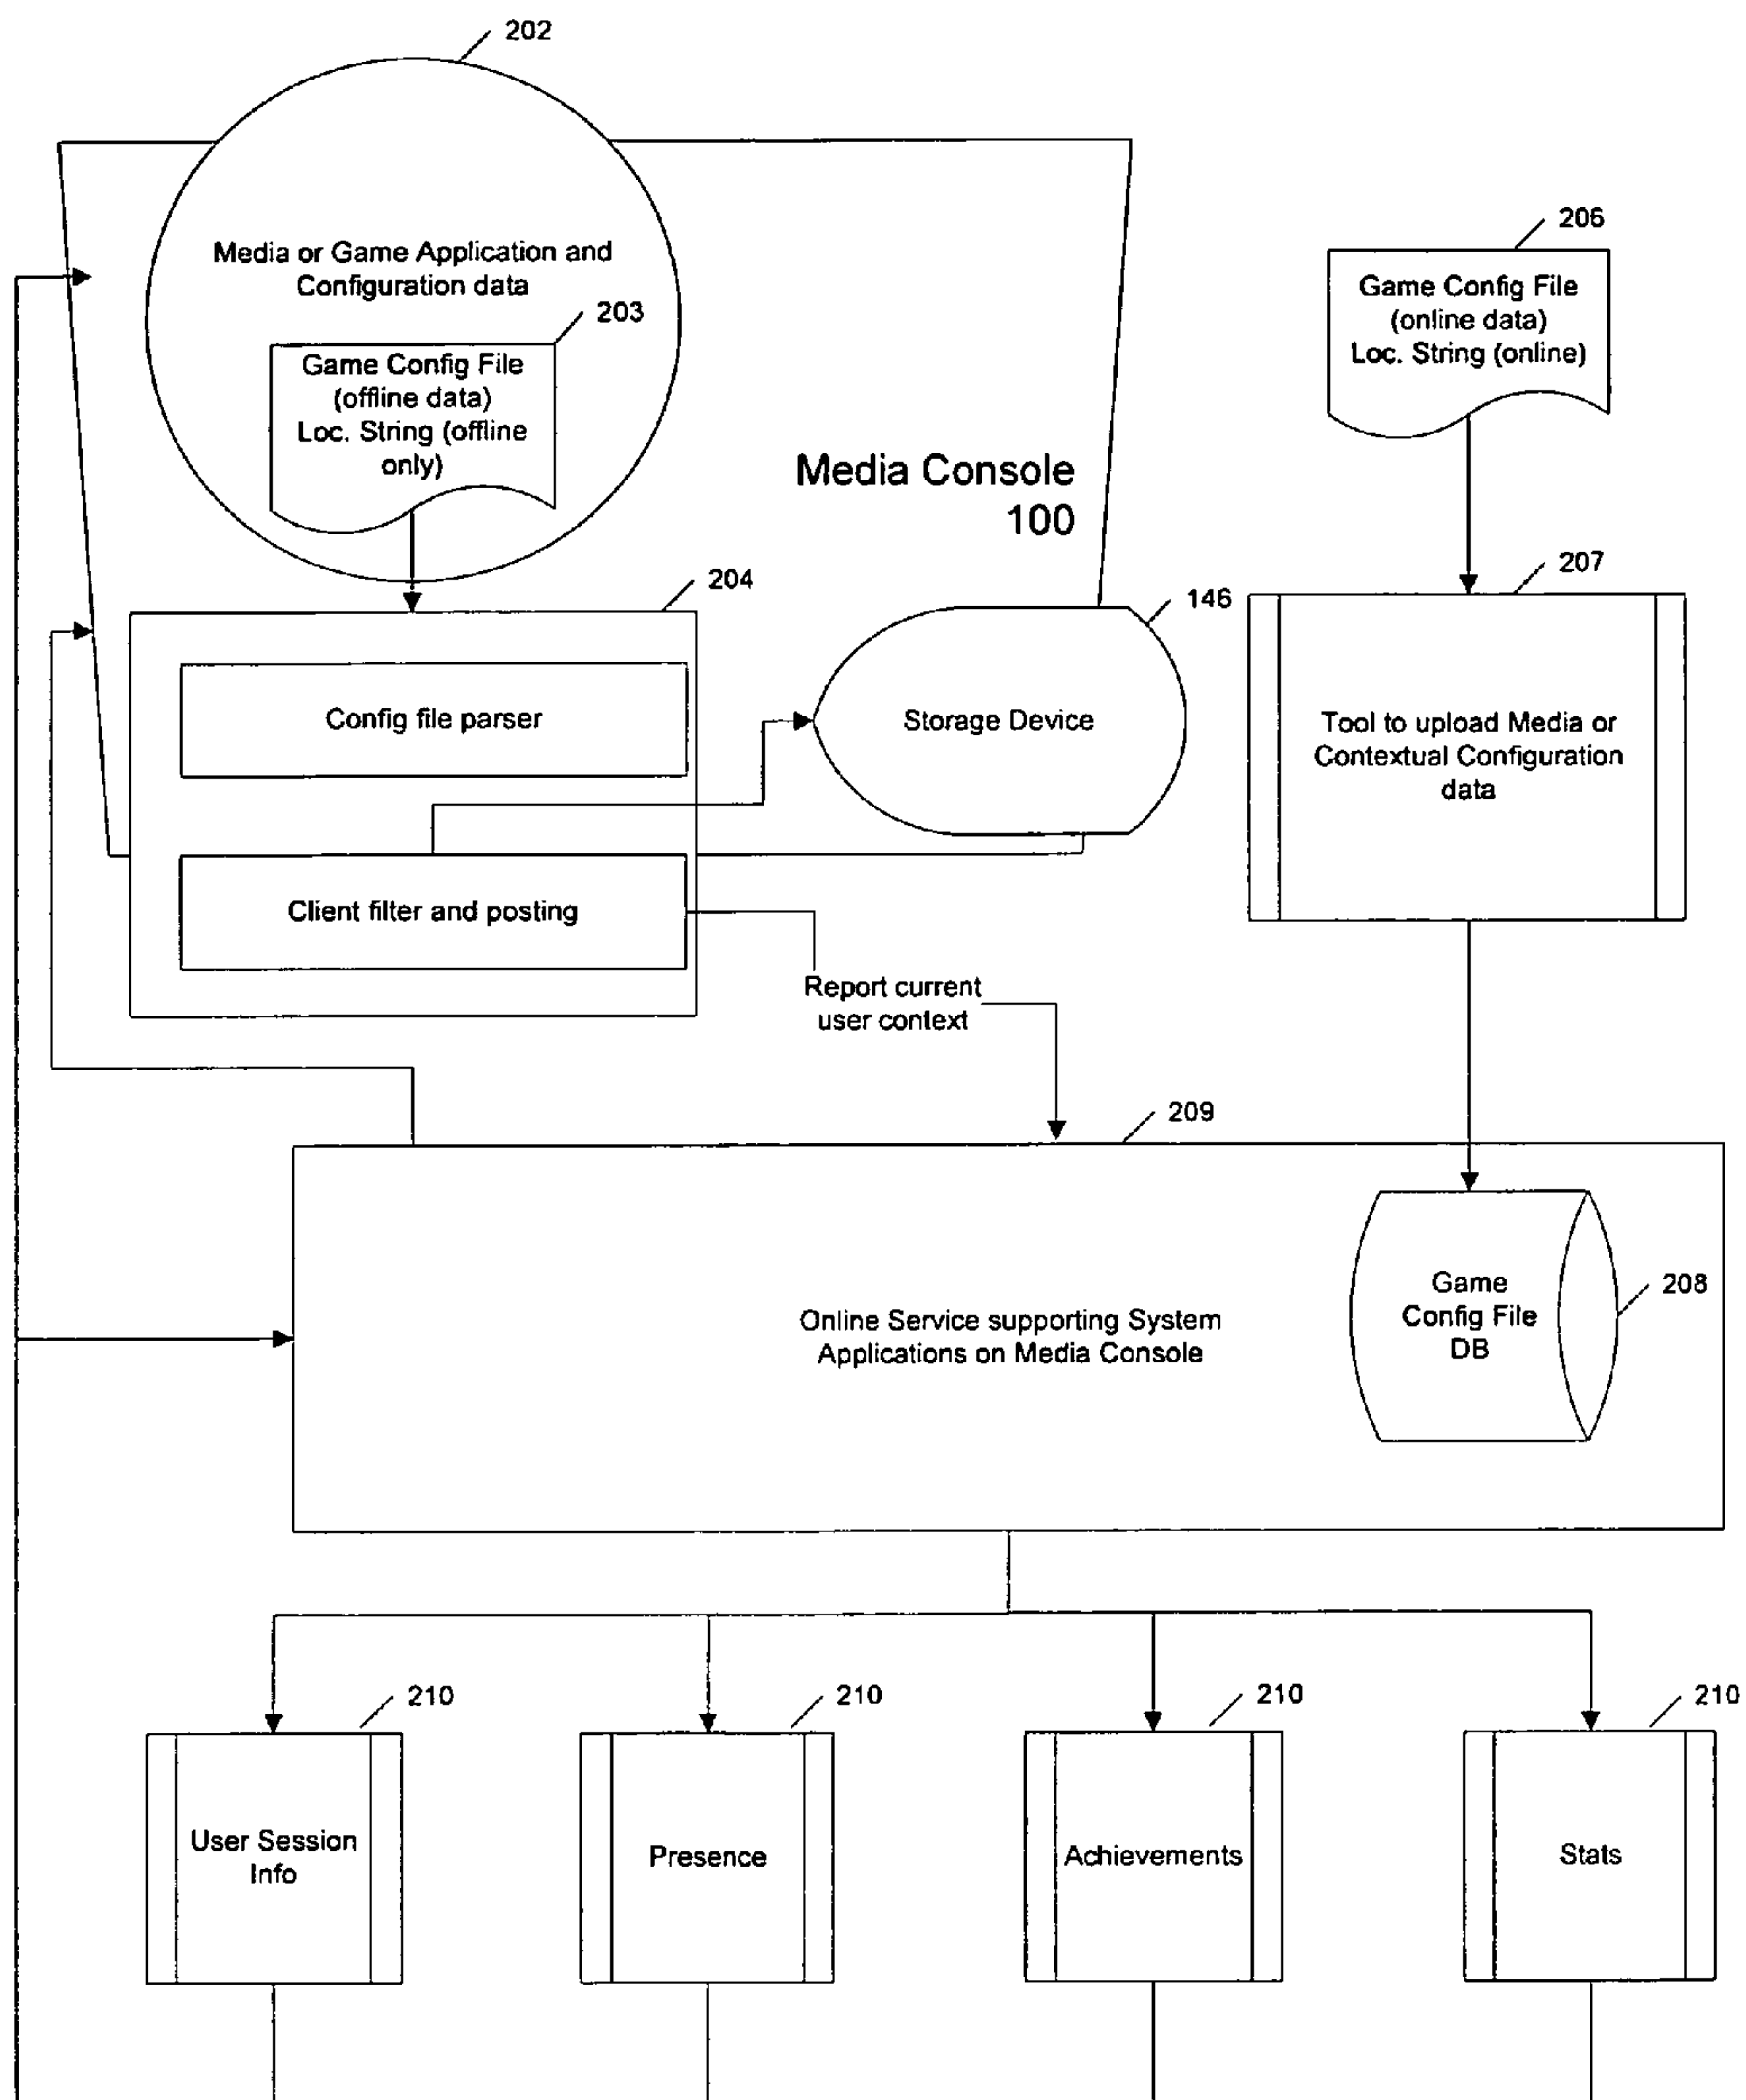 202
Media or Game Application and
Configuration data
203
Game Config File
(offline data)
Loc. String (offline
only)
206
Game Config File
(online data)
Loc. String (online)
Media Console
100
204
146
207
Config file parser
Storage Device
Tool to upload Media or
Contextual Configuration
data
Client filter and posting
Report current
user context
209
Game
Config File
DB
208
Online Service supporting System
Applications on Media Console
210
210
210
210
User Session
Info
Presence
Achievements
Stats